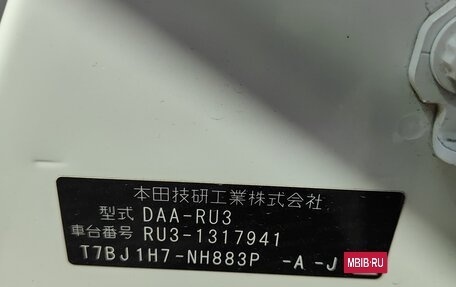 本田技研工業株式会社
型式 DAA-RU3
車台番号 RU3-1317941
T7BJ1H7-NH883P -A-J
MBIB.RU